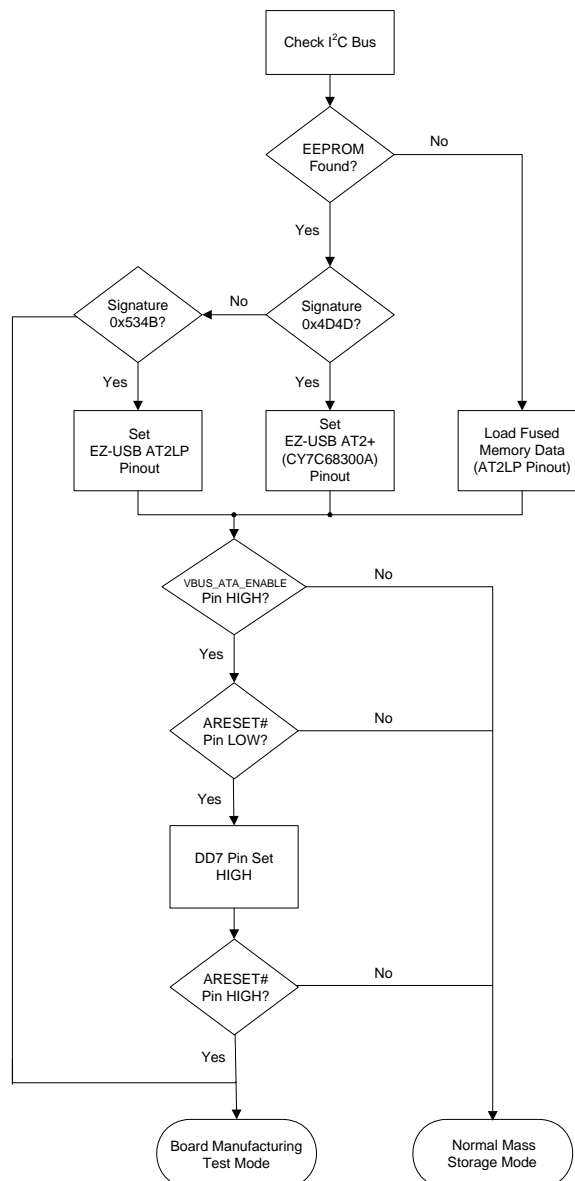 Check I²C Bus
EEPROM
Found?
No
Yes
Signature
0x534B?
No
Signature
0x4D4D?
Yes
Yes
Set
EZ-USB AT2LP
Pinout
Set
EZ-USB AT2+
(CY7C68300A)
Pinout
Load Fused
Memory Data
(AT2LP Pinout)
VBUS_ATA_ENABLE
Pin HIGH?
No
Yes
ARESET#
Pin LOW?
No
Yes
DD7 Pin Set
HIGH
ARESET#
Pin HIGH?
No
Yes
Board Manufacturing
Test Mode
Normal Mass
Storage Mode